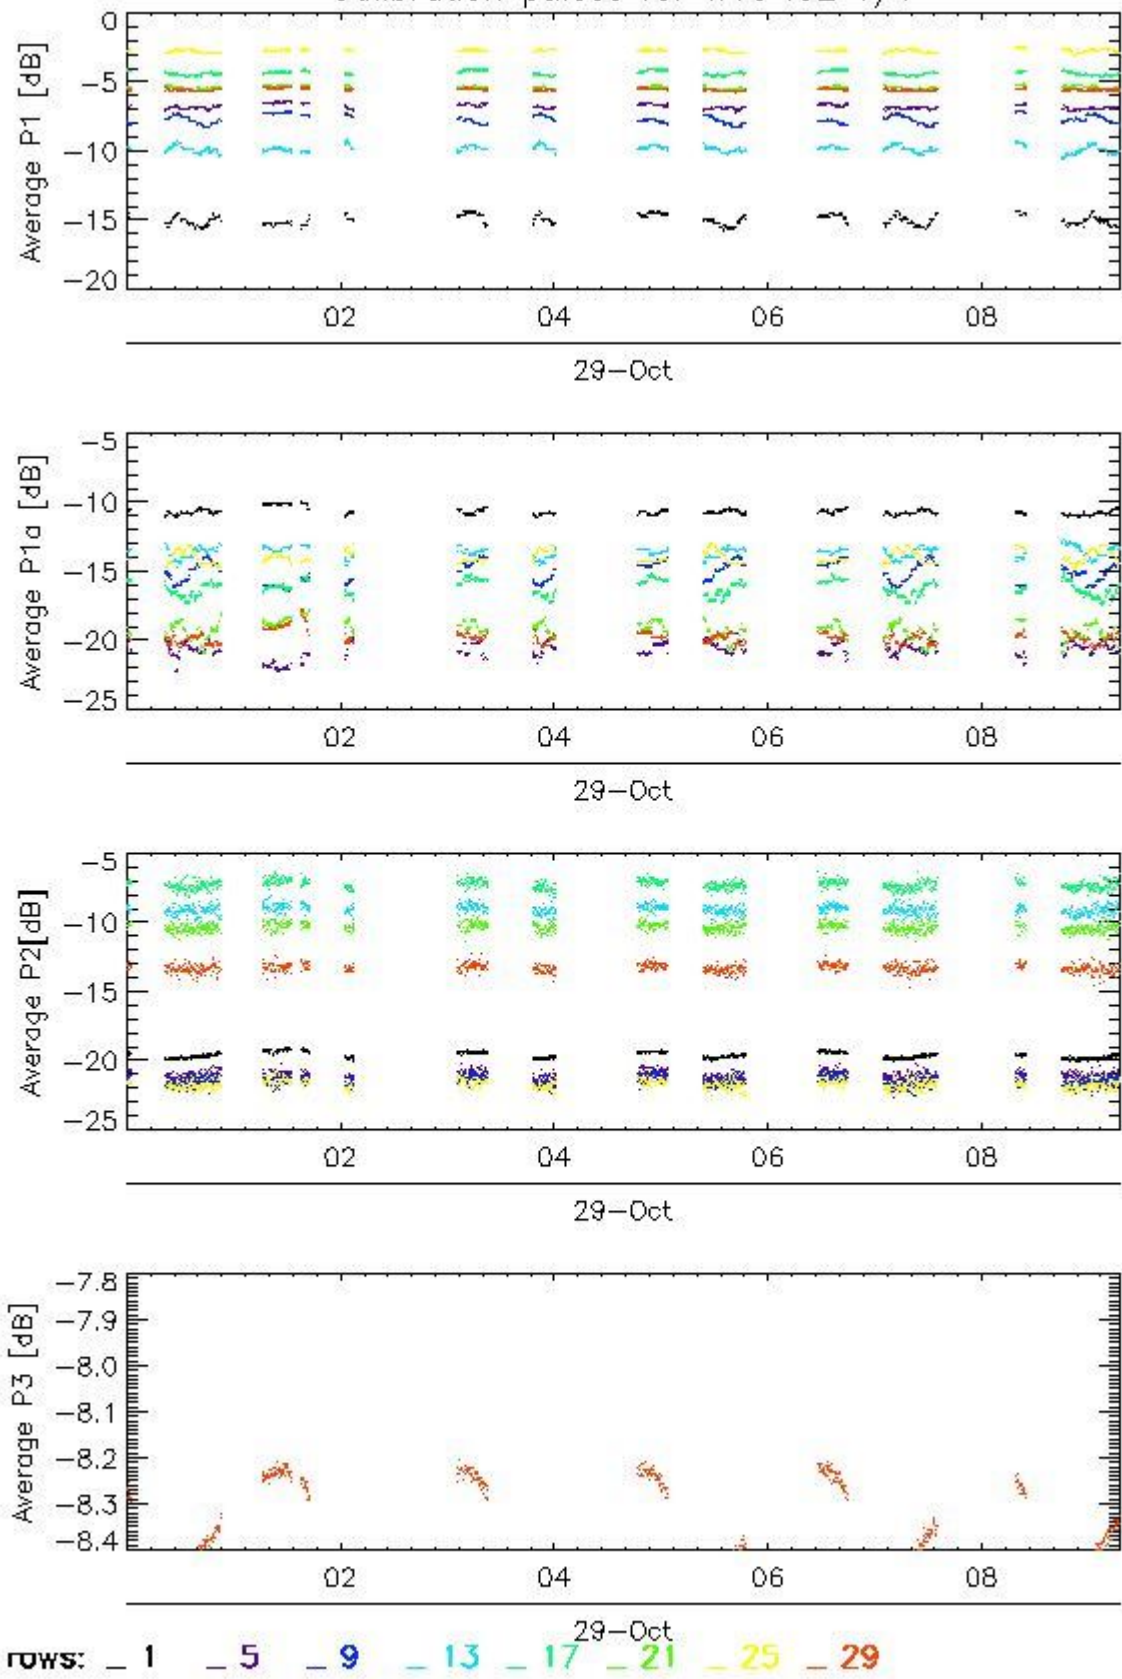 0
−5
−10
−15
−20
Average P1 [dB]
02 04 06 08
29−Oct
−5
−10
−15
−20
−25
Average P1a [dB]
02 04 06 08
29−Oct
−5
−10
−15
−20
−25
Average P2[dB]
02 04 06 08
29−Oct
−7.8
−7.9
−8.0
−8.1
−8.2
−8.3
−8.4
Average P3 [dB]
02 04 06 08
29−Oct
rows: _ 1 _ 5 _ 9 _ 13 _ 17 _ 21 _ 25 _ 29